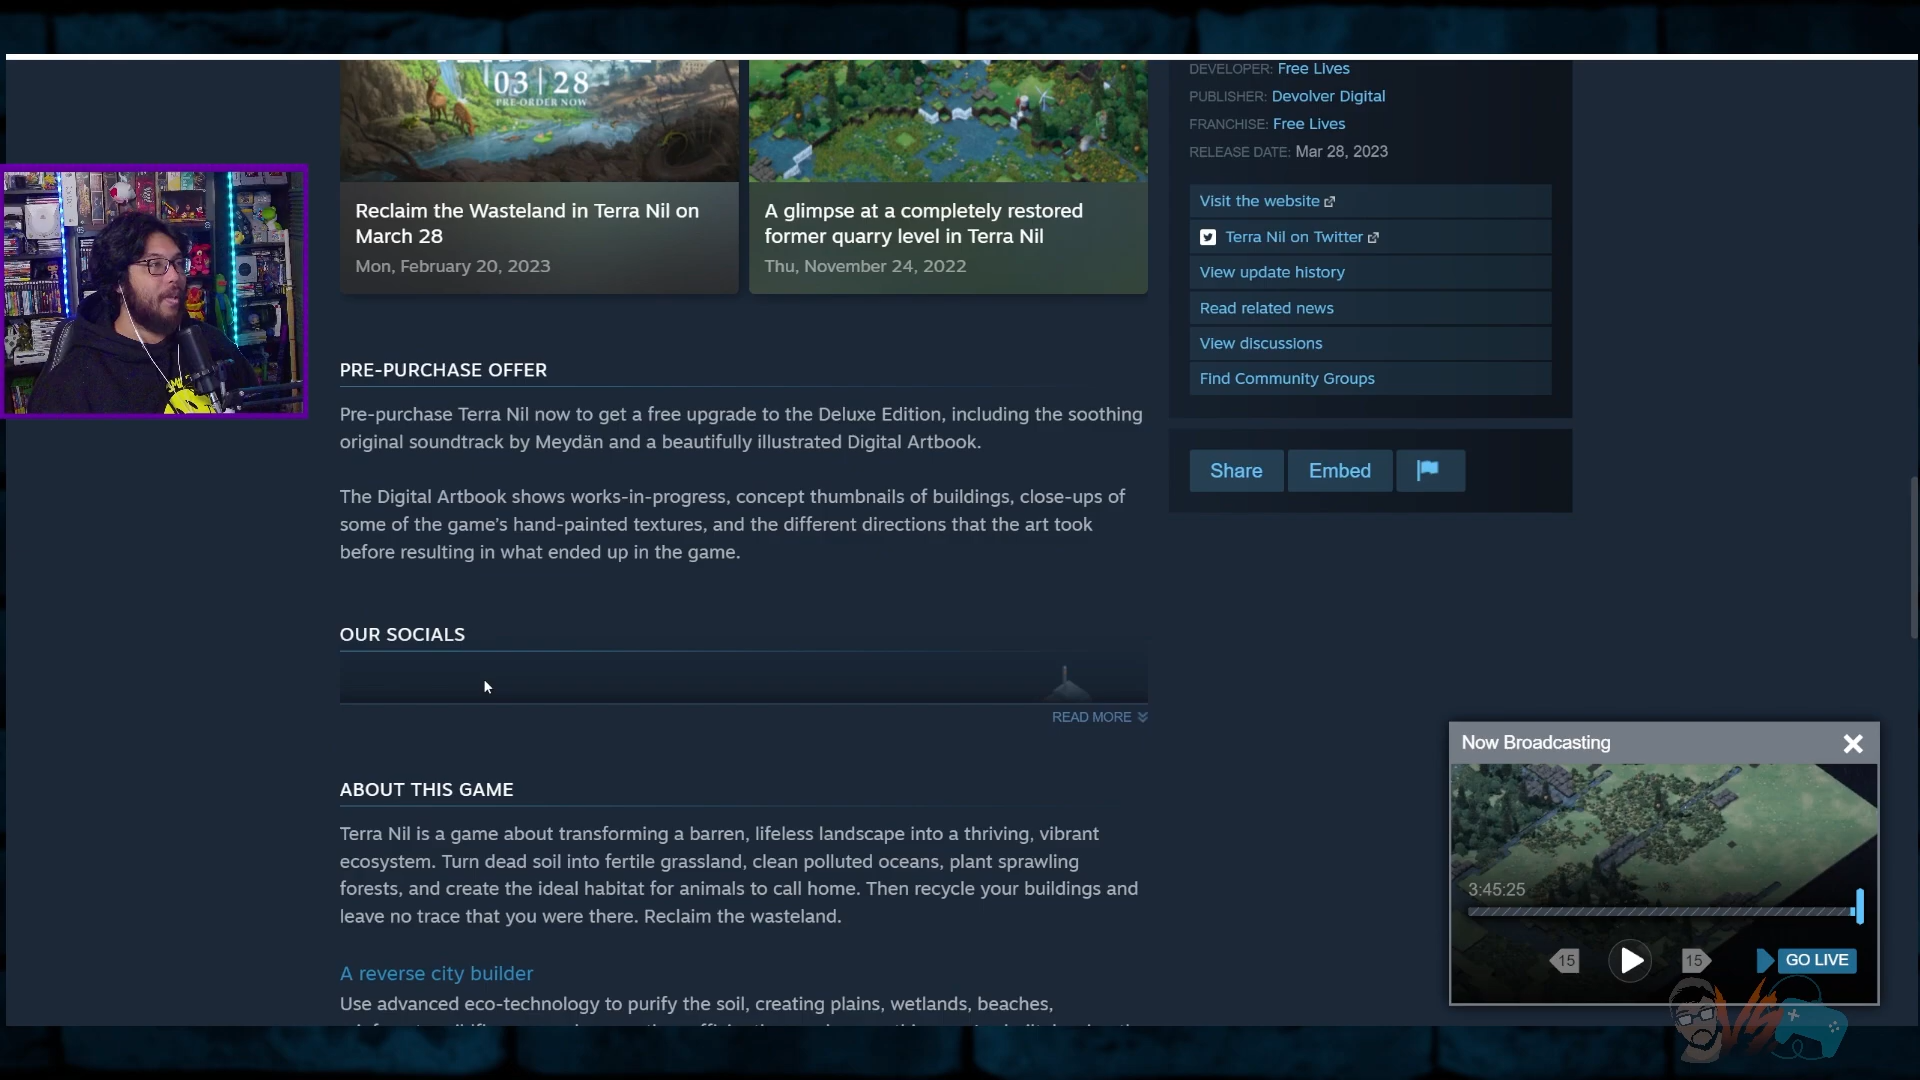 03|28
PRE-ORDER NOW
Reclaim the Wasteland in Terra Nil on
March 28
Mon, February 20, 2023
A glimpse at a completely restored
former quarry level in Terra Nil
Thu, November 24, 2022
DEVELOPER: Free Lives
PUBLISHER: Devolver Digital
FRANCHISE: Free Lives
RELEASE DATE: Mar 28, 2023
Visit the website
Terra Nil on Twitter
View update history
Read related news
View discussions
Find Community Groups
Share Embed
PRE-PURCHASE OFFER
Pre-purchase Terra Nil now to get a free upgrade to the Deluxe Edition, including the soothing
original soundtrack by Meydän and a beautifully illustrated Digital Artbook.
The Digital Artbook shows works-in-progress, concept thumbnails of buildings, close-ups of
some of the game's hand-painted textures, and the different directions that the art took
before resulting in what ended up in the game.
OUR SOCIALS
READ MORE
ABOUT THIS GAME
Terra Nil is a game about transforming a barren, lifeless landscape into a thriving, vibrant
ecosystem. Turn dead soil into fertile grassland, clean polluted oceans, plant sprawling
forests, and create the ideal habitat for animals to call home. Then recycle your buildings and
leave no trace that you were there. Reclaim the wasteland.
A reverse city builder
Use advanced eco-technology to purify the soil, creating plains, wetlands, beaches,
Now Broadcasting
3:45:25
15 15 GO LIVE
VS